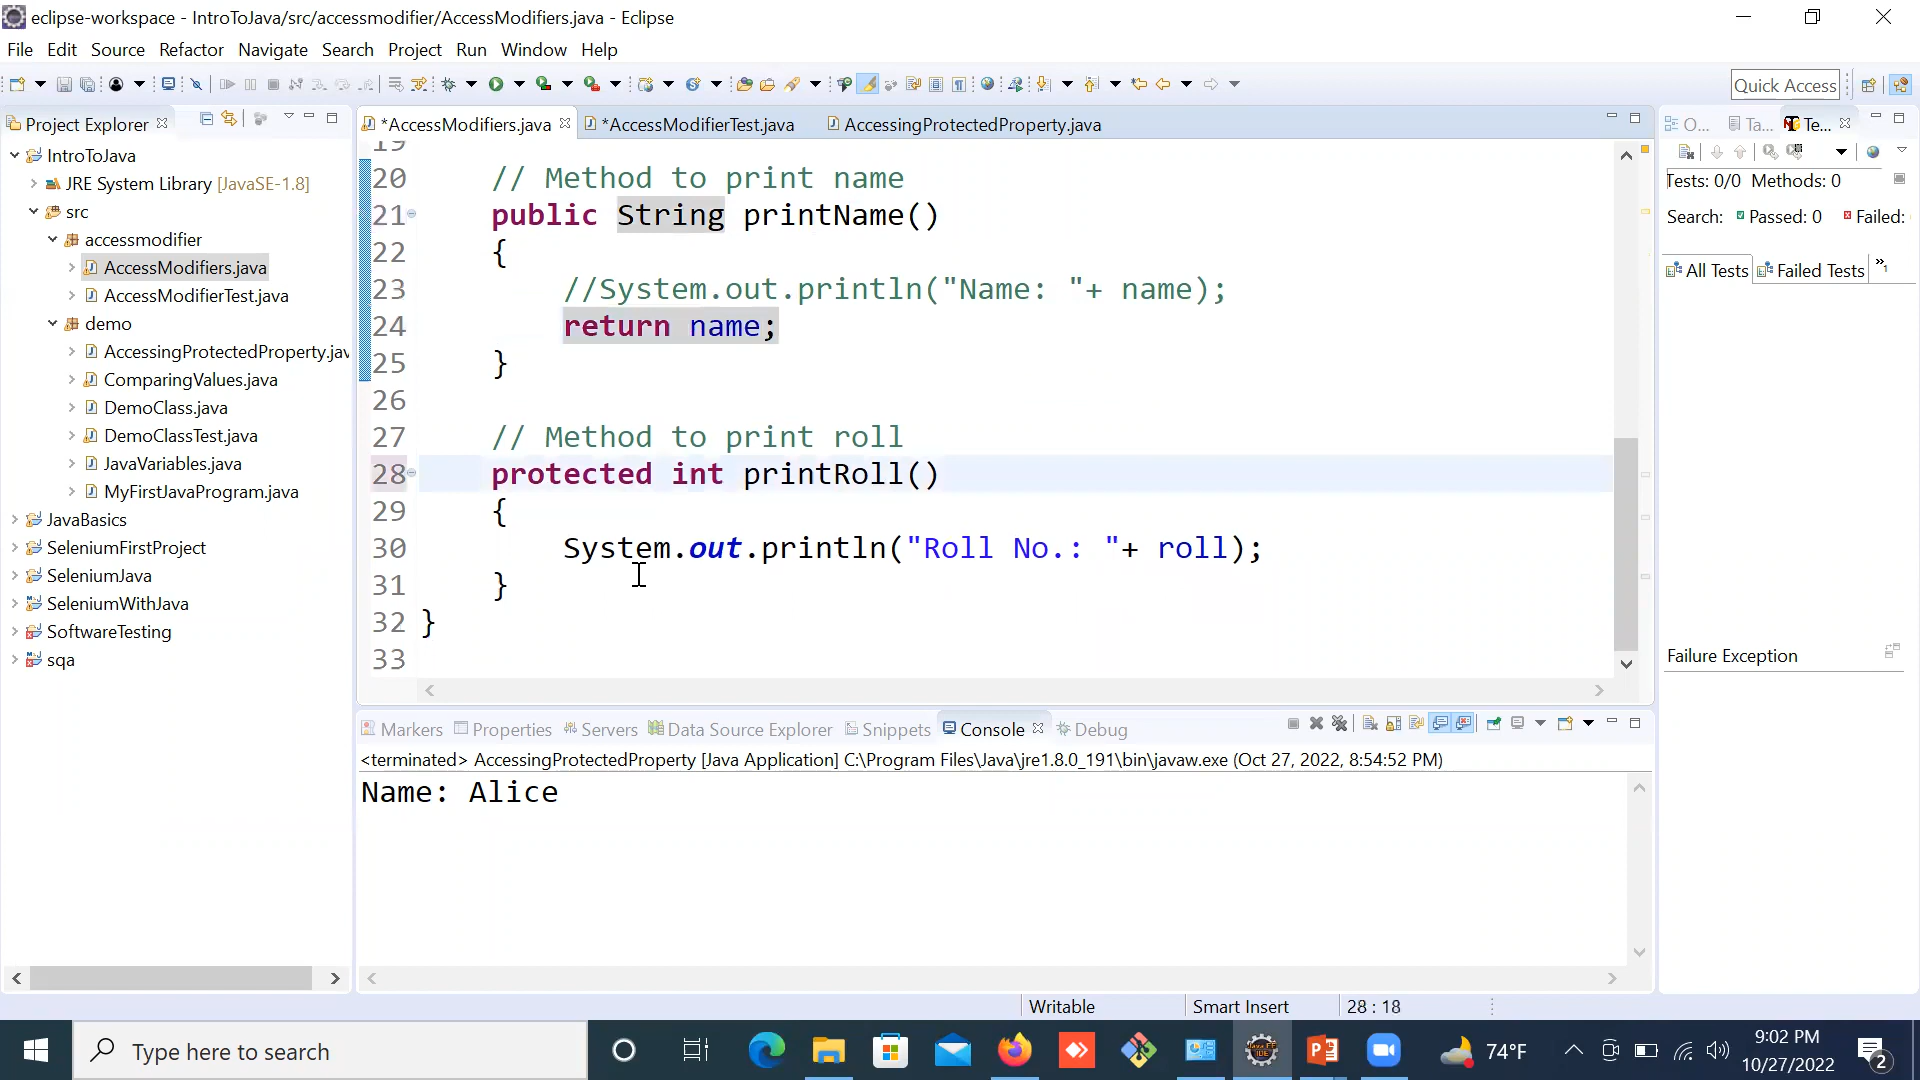 eclipse-workspace - IntroToJava/src/accessmodifier/AccessModifiers.java - Eclipse
File Edit Source Refactor Navigate Search Project Run Window Help
Quick Access
Project Explorer
*AccessModifiers.java
*AccessModifierTest.java
AccessingProtectedProperty.java
O...
Ta...
Te...
IntroToJava
JRE System Library [JavaSE-1.8]
src
accessmodifier
AccessModifiers.java
AccessModifierTest.java
demo
AccessingProtectedProperty.jav
ComparingValues.java
DemoClass.java
DemoClassTest.java
JavaVariables.java
MyFirstJavaProgram.java
JavaBasics
SeleniumFirstProject
SeleniumJava
SeleniumWithJava
SoftwareTesting
sqa
19
20 // Method to print name
21 public String printName()
22 {
23 //System.out.println("Name: "+ name);
24 return name;
25 }
26
27 // Method to print roll
28 protected int printRoll()
29 {
30 System.out.println("Roll No.: "+ roll);
31 }
32 }
33
Tests: 0/0 Methods: 0
Search: Passed: 0 Failed:
All Tests Failed Tests »1
Failure Exception
Markers Properties Servers Data Source Explorer Snippets Console Debug
<terminated> AccessingProtectedProperty [Java Application] C:\Program Files\Java\jre1.8.0_191\bin\javaw.exe (Oct 27, 2022, 8:54:52 PM)
Name: Alice
Writable Smart Insert 28 : 18
Type here to search
74°F
9:02 PM
10/27/2022
2